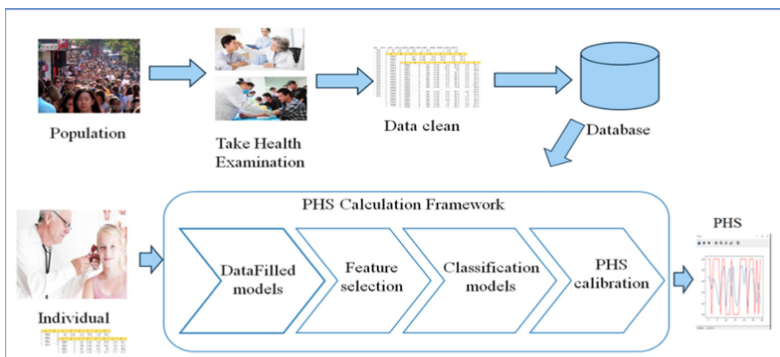 Population
Take Health
Examination
Data clean
Database
PHS Calculation Framework
DataFilled
models
Feature
selection
Classification
models
PHS
calibration
PHS
Individual